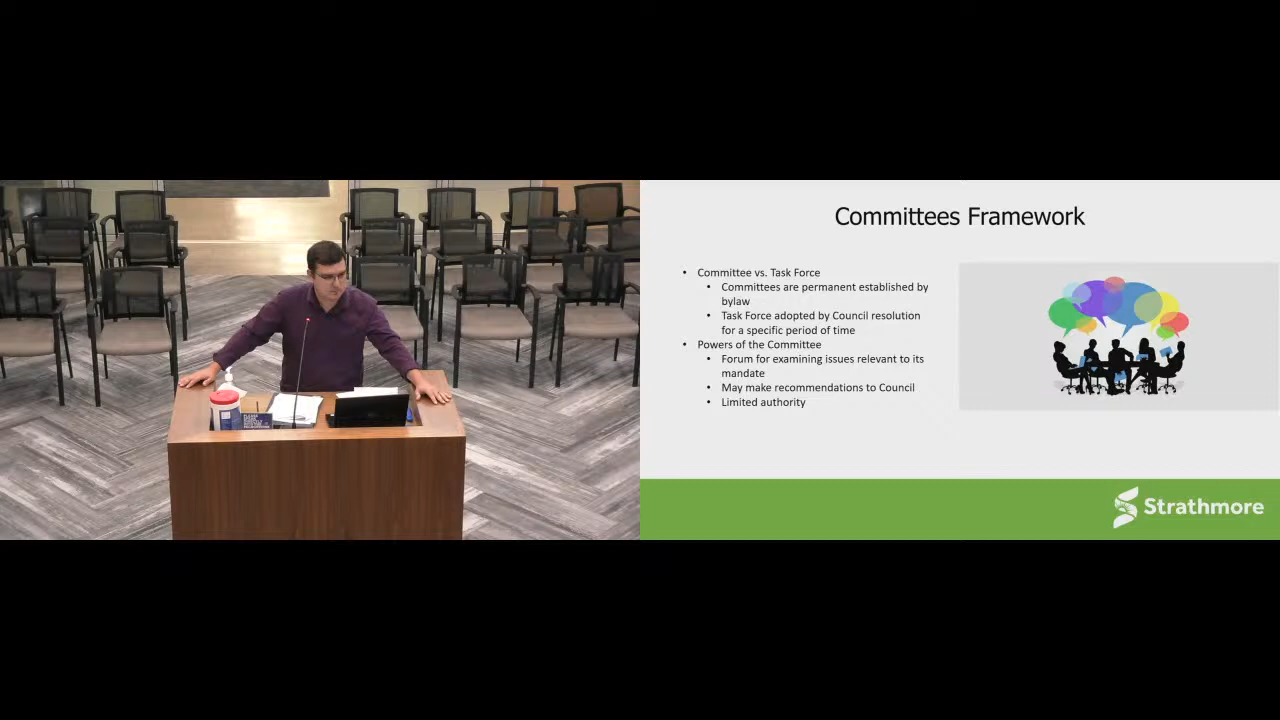 Committees Framework
• Committee vs. Task Force
• Committees are permanent established by
bylaw
• Task Force adopted by Council resolution
for a specific period of time
• Powers of the Committee
• Forum for examining issues relevant to its
mandate
• May make recommendations to Council
• Limited authority
Strathmore